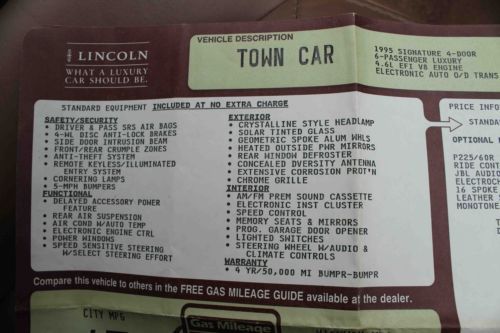 VEHICLE DESCRIPTION
LINCOLN
WHAT A LUXURY
CAR SHOULD BE.
TOWN CAR
1995 SIGNATURE 4-DOOR
6-PASSENGER LUXURY
4.6L EFI V8 ENGINE
ELECTRONIC AUTO O/D TRANS
STANDARD EQUIPMENT INCLUDED AT NO EXTRA CHARGE
SAFETY/SECURITY
• DRIVER & PASS SRS AIR BAGS
• 4-WL DISC ANTI-LOCK BRAKES
• SIDE DOOR INTRUSION BEAM
• FRONT/REAR CRUMPLE ZONES
• ANTI-THEFT SYSTEM
• REMOTE KEYLESS/ILLUMINATED
ENTRY SYSTEM
• CORNERING LAMPS
• 5-MPH BUMPERS
FUNCTIONAL
• DELAYED ACCESSORY POWER
FEATURE
• REAR AIR SUSPENSION
• AIR COND W/AUTO TEMP
• ELECTRONIC ENGINE CTRL
• POWER WINDOWS
• SPEED SENSITIVE STEERING
W/SELECT STEERING EFFORT
EXTERIOR
• CRYSTALLINE STYLE HEADLAMP
• SOLAR TINTED GLASS
• GEOMETRIC SPOKE ALUM WHLS
• HEATED OUTSIDE PWR MIRRORS
• REAR WINDOW DEFROSTER
• CONCEALED DVERSITY ANTENNA
• EXTENSIVE CORROSION PROT'N
• CHROME GRILLE
INTERIOR
• AM/FM PREM SOUND CASSETTE
• ELECTRONIC INST CLUSTER
• SPEED CONTROL
• MEMORY SEATS & MIRRORS
• PROG. GARAGE DOOR OPENER
• LIGHTED SWITCHES
• STEERING WHEEL W/AUDIO &
CLIMATE CONTROLS
WARRANTY
• 4 YR/50,000 MI BUMPR-BUMPR
PRICE INFO
STANDA
OPTIONAL
P225/60R
RIDE CONT
JBL AUDIO
ELECTROCH
16 SPOKE
LEATHER S
MONOTONE
Compare this vehicle to others in the FREE GAS MILEAGE GUIDE available at the dealer.
CITY MPG
Gas Mileage